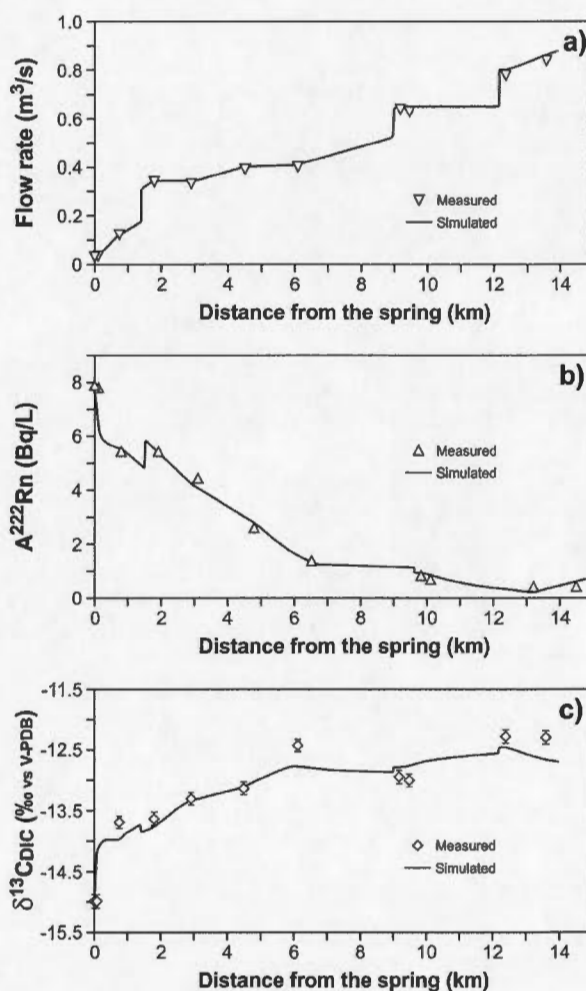 a)
1.0
0.8
0.6
0.4
0.2
0
Flow rate (m³/s)
Measured
Simulated
0 2 4 6 8 10 12 14
Distance from the spring (km)
b)
8
6
4
2
0
A²²²Rn (Bq/L)
Measured
Simulated
0 2 4 6 8 10 12 14
Distance from the spring (km)
c)
-11.5
-12.5
-13.5
-14.5
-15.5
δ¹³CDIC (‰ vs V-PDB)
Measured
Simulated
0 2 4 6 8 10 12 14
Distance from the spring (km)